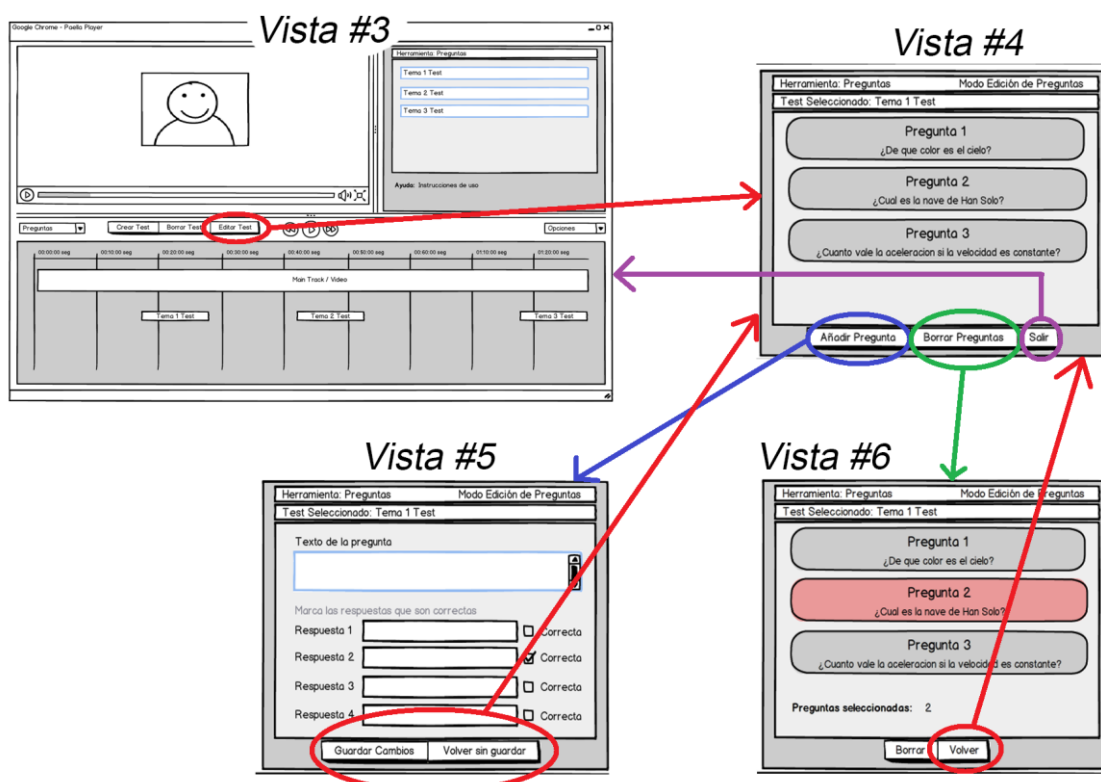 Vista #3
Google Chrome - Paella Player
Herramienta: Preguntas
Tema 1 Test
Tema 2 Test
Tema 3 Test
Ayuda: Instrucciones de uso
Preguntas
Crear Test
Borrar Test
Editar Test
Opciones
00:00:00 seg
00:10:00 seg
00:20:00 seg
00:30:00 seg
00:40:00 seg
00:50:00 seg
00:60:00 seg
01:10:00 seg
01:20:00 seg
Main Track / Video
Tema 1 Test
Tema 2 Test
Tema 3 Test
Vista #4
Herramienta: Preguntas Modo Edición de Preguntas
Test Seleccionado: Tema 1 Test
Pregunta 1
¿De que color es el cielo?
Pregunta 2
¿Cual es la nave de Han Solo?
Pregunta 3
¿Cuanto vale la aceleracion si la velocidad es constante?
Añadir Pregunta
Borrar Preguntas
Salir
Vista #5
Herramienta: Preguntas Modo Edición de Preguntas
Test Seleccionado: Tema 1 Test
Texto de la pregunta
Marca las respuestas que son correctas
Respuesta 1 Correcta
Respuesta 2 Correcta
Respuesta 3 Correcta
Respuesta 4 Correcta
Guardar Cambios
Volver sin guardar
Vista #6
Herramienta: Preguntas Modo Edición de Preguntas
Test Seleccionado: Tema 1 Test
Pregunta 1
¿De que color es el cielo?
Pregunta 2
¿Cual es la nave de Han Solo?
Pregunta 3
¿Cuanto vale la aceleracion si la velocidad es constante?
Preguntas seleccionadas: 2
Borrar
Volver